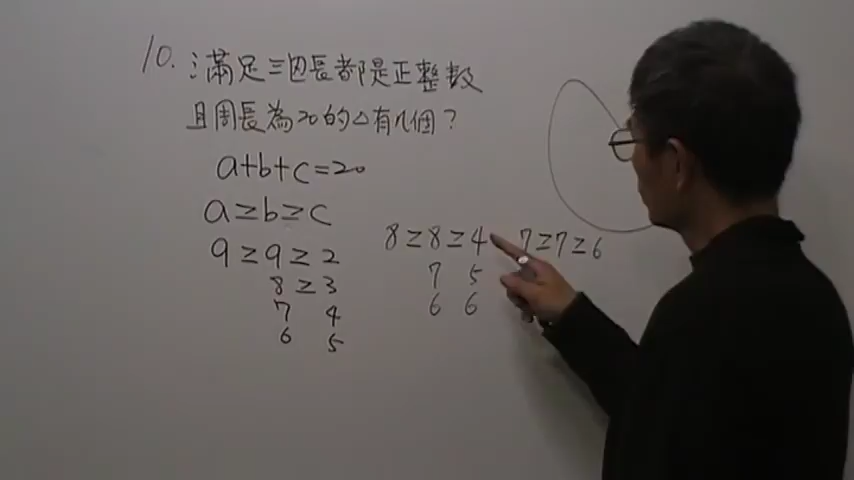 10. 滿足三边長都是正整数
且周長為20的△有几個？
a+b+c=20
a≥b≥c
9≥9≥2
8≥3
7 4
6 5
8≥8≥4
7 5
6 6
7≥7≥6